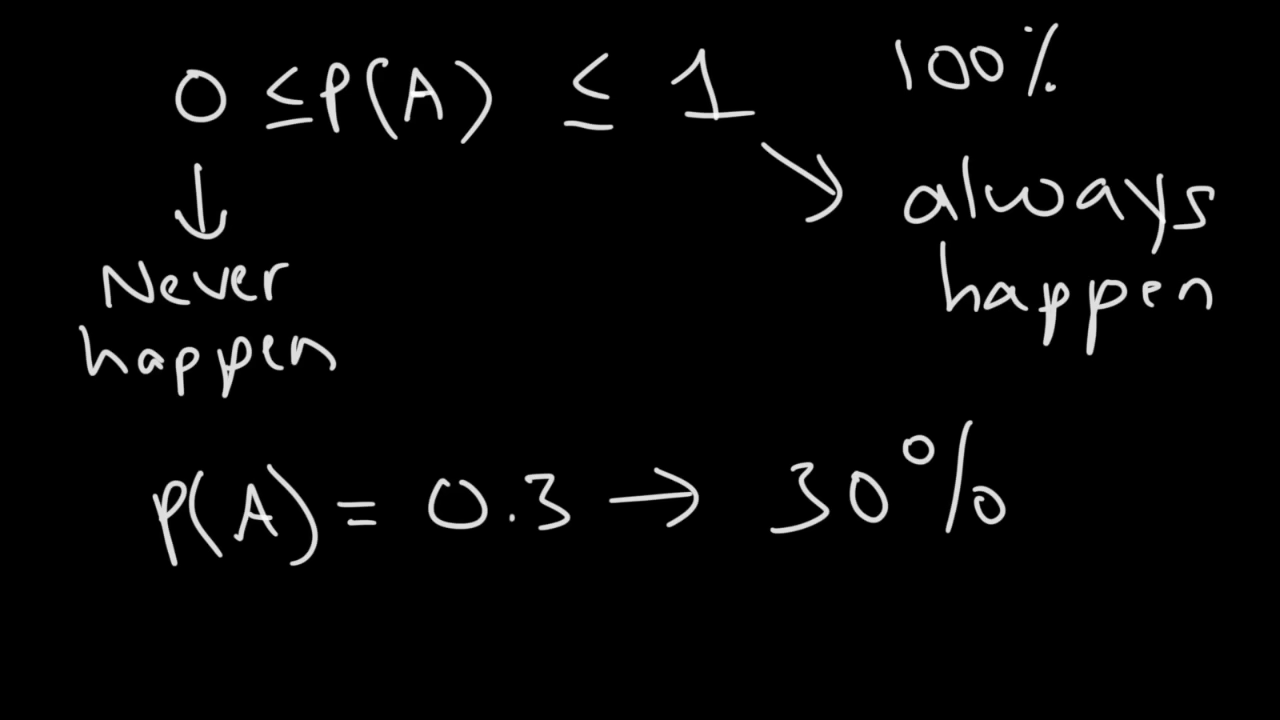 0 ≤ P(A) ≤ 1 100%
always
happen
Never
happen
P(A) = 0.3 → 30%